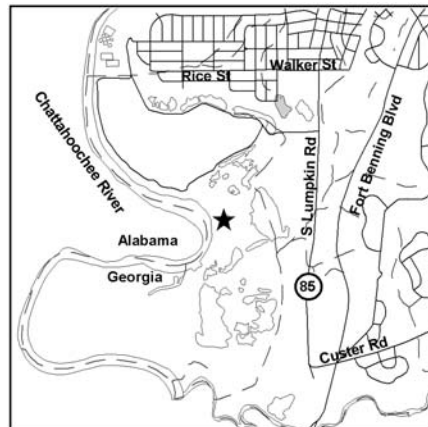 Walker St
Rice St
Chattahoochee River
S Lumpkin Rd
Fort Benning Blvd
Alabama
Georgia
85
Custer Rd